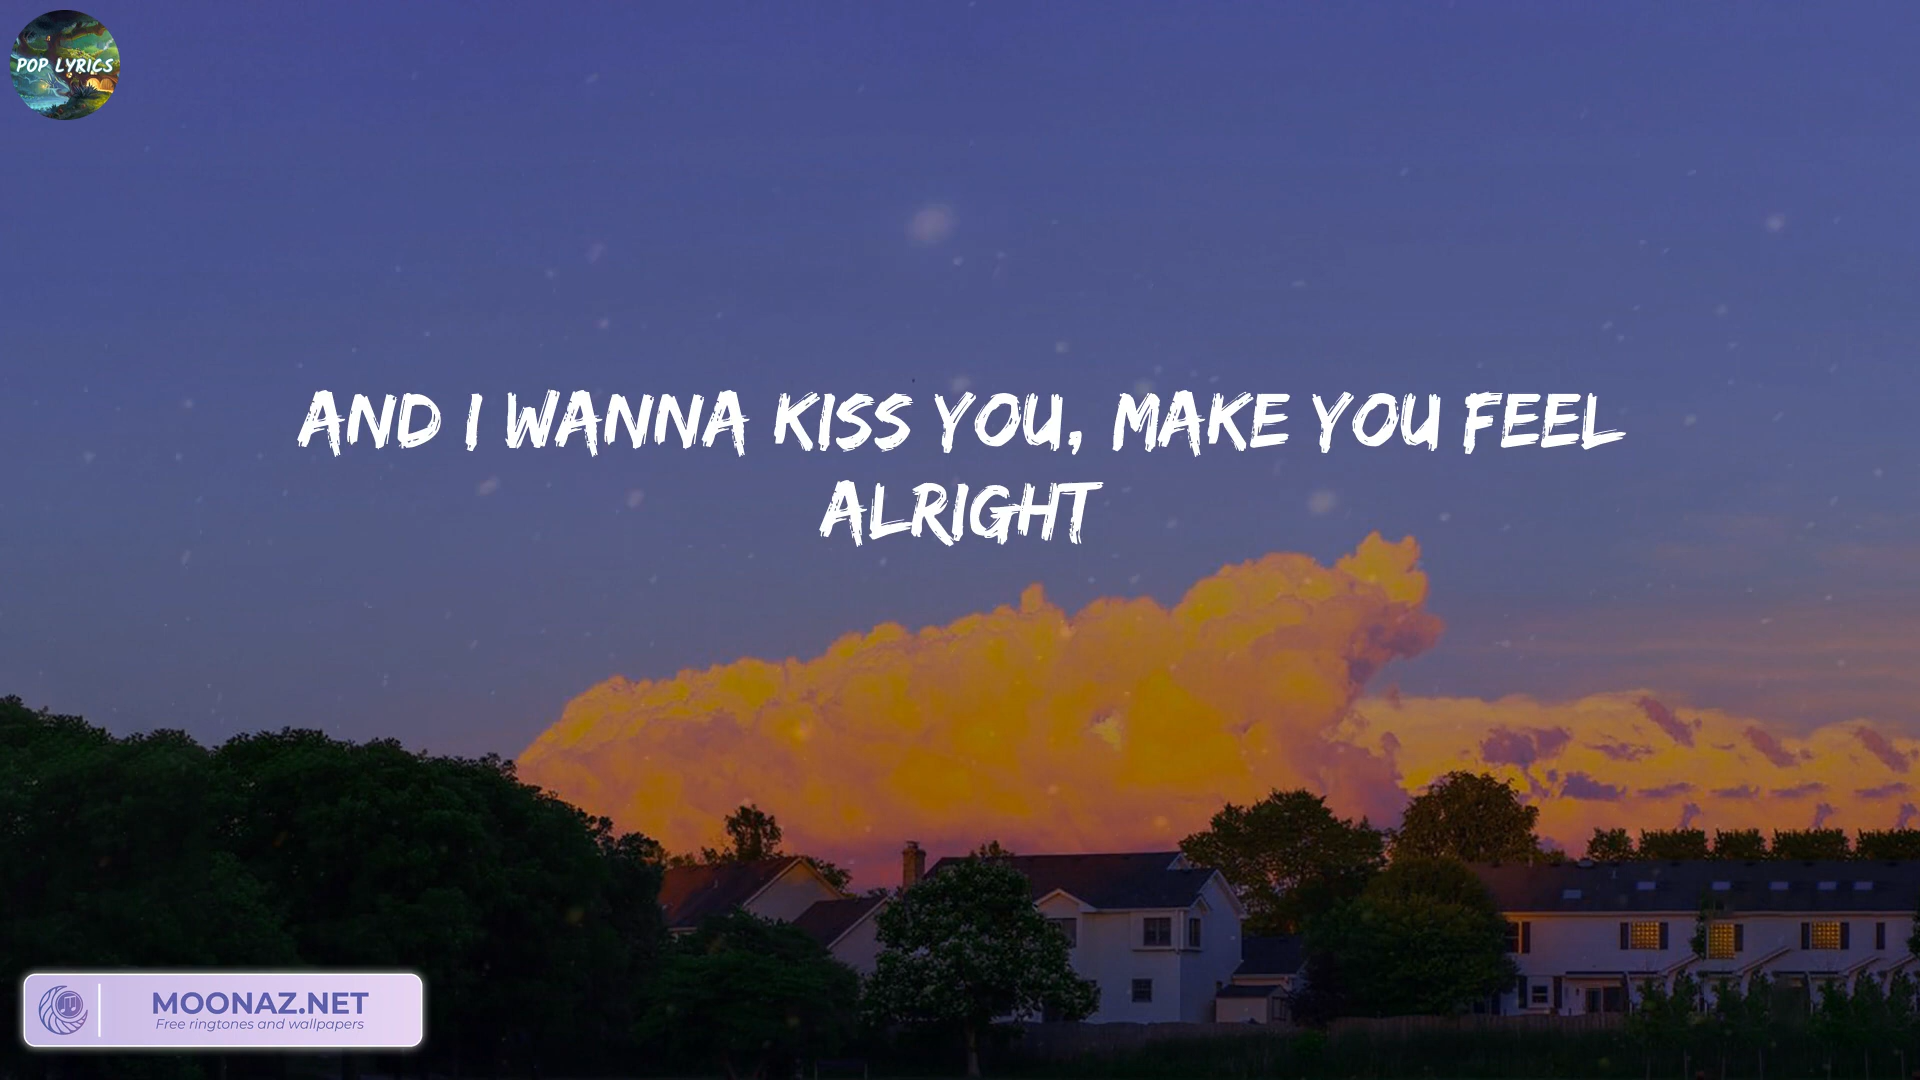 POP LYRICS
AND I WANNA KISS YOU, MAKE YOU FEEL
ALRIGHT
MOONAZ.NET
Free ringtones and wallpapers